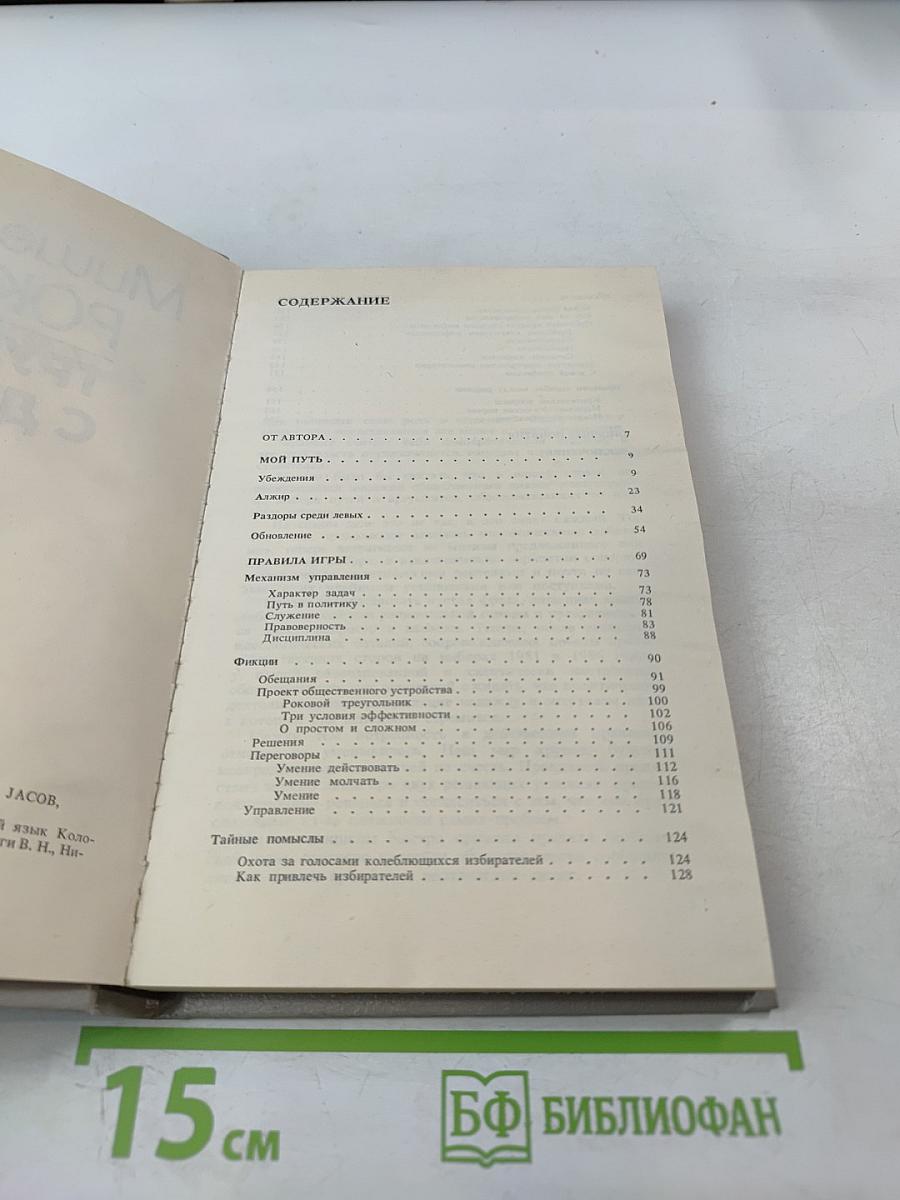 СОДЕРЖАНИЕ
ОТ АВТОРА . . . . . . . . . . . . . . . . . . . . 7
МОЙ ПУТЬ . . . . . . . . . . . . . . . . . . . . 9
Убеждения . . . . . . . . . . . . . . . . . . . . 9
Алжир . . . . . . . . . . . . . . . . . . . . 23
Раздоры среди левых . . . . . . . . . . . . . . . . . . 34
Обновление . . . . . . . . . . . . . . . . . . . . 54
ПРАВИЛА ИГРЫ . . . . . . . . . . . . . . . . . . . . 69
Механизм управления . . . . . . . . . . . . . . . . . . 73
Характер задач . . . . . . . . . . . . . . . . . . 73
Путь в политику . . . . . . . . . . . . . . . . . . 78
Служение . . . . . . . . . . . . . . . . . . 81
Правоверность . . . . . . . . . . . . . . . . . . 83
Дисциплина . . . . . . . . . . . . . . . . . . 88
Фикции . . . . . . . . . . . . . . . . . . . . 90
Обещания . . . . . . . . . . . . . . . . . . 91
Проект общественного устройства . . . . . . . . . . . . 99
Роковой треугольник . . . . . . . . . . . . . . 100
Три условия эффективности . . . . . . . . . . . . 102
О простом и сложном . . . . . . . . . . . . . . 106
Решения . . . . . . . . . . . . . . . . . . 109
Переговоры . . . . . . . . . . . . . . . . . . 111
Умение действовать . . . . . . . . . . . . . . 112
Умение молчать . . . . . . . . . . . . . . 116
Умение . . . . . . . . . . . . . . . . . . 118
Управление . . . . . . . . . . . . . . . . . . 121
Тайные помыслы . . . . . . . . . . . . . . . . . . 124
Охота за голосами колеблющихся избирателей . . . . . . . . 124
Как привлечь избирателей . . . . . . . . . . . . . . 128
JACOB,
й язык Коло-
ги В. Н., Ни-
15 см
БФ БИБЛИОФАН